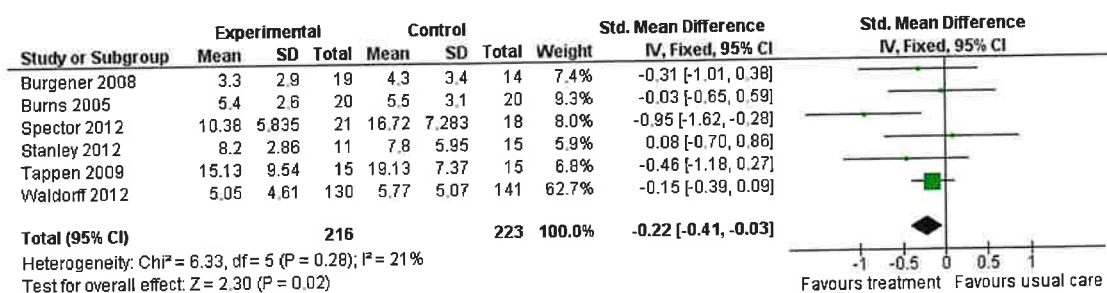 Experimental Control Std. Mean Difference Std. Mean Difference
Study or Subgroup Mean SD Total Mean SD Total Weight IV, Fixed, 95% CI IV, Fixed, 95% CI
Burgener 2008 3.3 2.9 19 4.3 3.4 14 7.4% -0.31 [-1.01, 0.38]
Burns 2005 5.4 2.6 20 5.5 3.1 20 9.3% -0.03 [-0.65, 0.59]
Spector 2012 10.38 5.835 21 16.72 7.283 18 8.0% -0.95 [-1.62, -0.28]
Stanley 2012 8.2 2.86 11 7.8 5.95 15 5.9% 0.08 [-0.70, 0.86]
Tappen 2009 15.13 9.54 15 19.13 7.37 15 6.8% -0.46 [-1.18, 0.27]
Waldorff 2012 5.05 4.61 130 5.77 5.07 141 62.7% -0.15 [-0.39, 0.09]
Total (95% CI) 216 223 100.0% -0.22 [-0.41, -0.03]
Heterogeneity: Chi² = 6.33, df = 5 (P = 0.28); I² = 21%
Test for overall effect: Z = 2.30 (P = 0.02)
-1 -0.5 0 0.5 1
Favours treatment Favours usual care